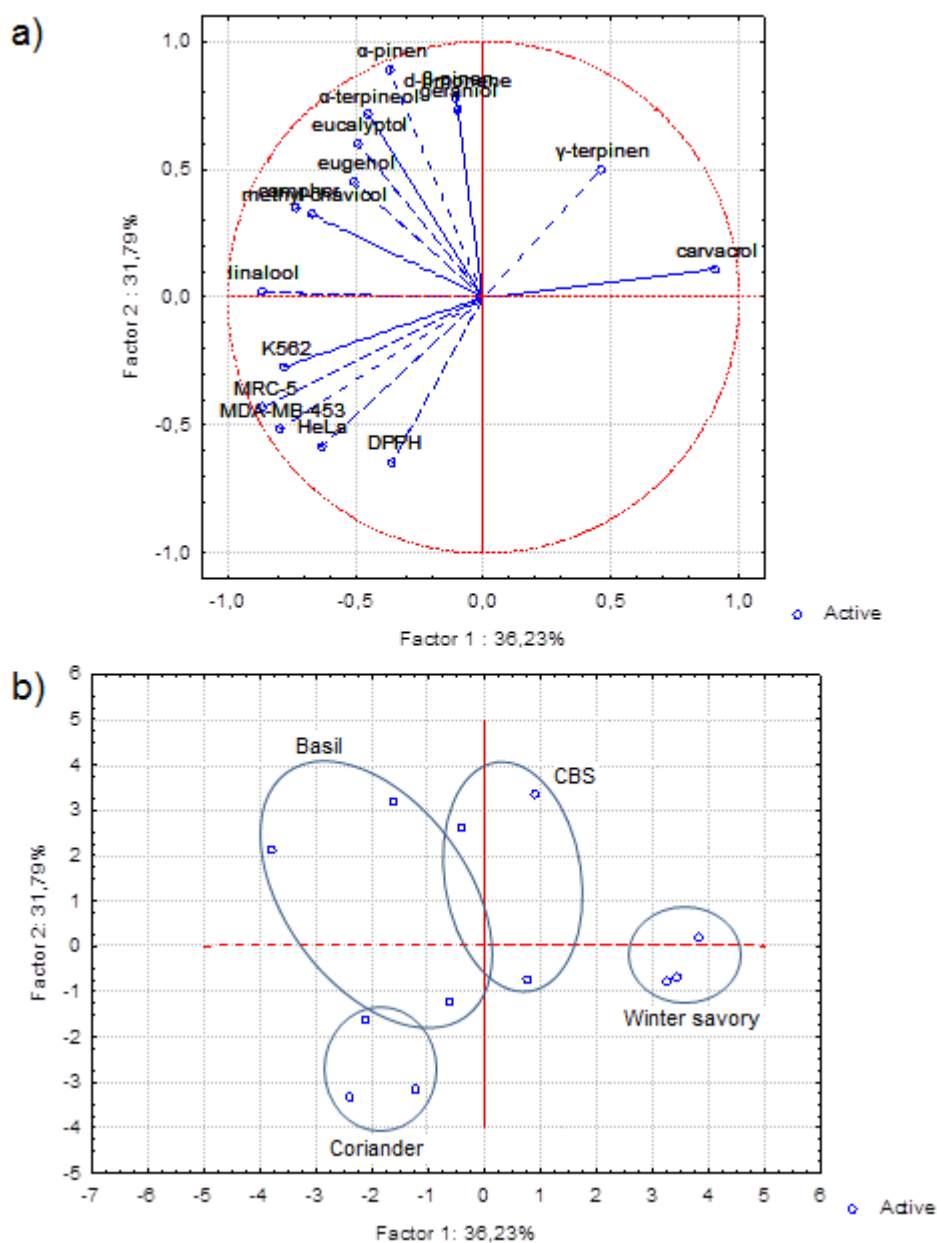 a)
1,0
α-pinen
β-pinen
d-limonene
geraniol
α-terpineol
eucalyptol
γ-terpinen
0,5
eugehol
camphor
methyl chavicol
carvacrol
linalool
0,0
Factor 2 : 31,79%
K562
MRC-5
MDA-MB-453
HeLa
DPPH
-0,5
-1,0
-1,0 -0,5 0,0 0,5 1,0
Active
Factor 1 : 36,23%
b)
6
5
Basil
4
CBS
3
2
1
0
Factor 2: 31,79%
-1
Winter savory
-2
-3
-4
Coriander
-5
-7 -6 -5 -4 -3 -2 -1 0 1 2 3 4 5 6
Active
Factor 1: 36,23%